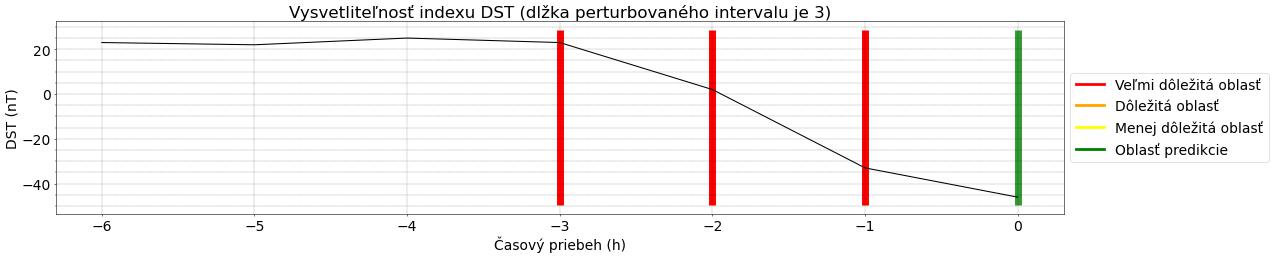 Vysvetliteľnosť indexu DST (dĺžka perturbovaného intervalu je 3)
DST (nT)
20
0
−20
−40
−6 −5 −4 −3 −2 −1 0
Časový priebeh (h)
Veľmi dôležitá oblasť
Dôležitá oblasť
Menej dôležitá oblasť
Oblasť predikcie